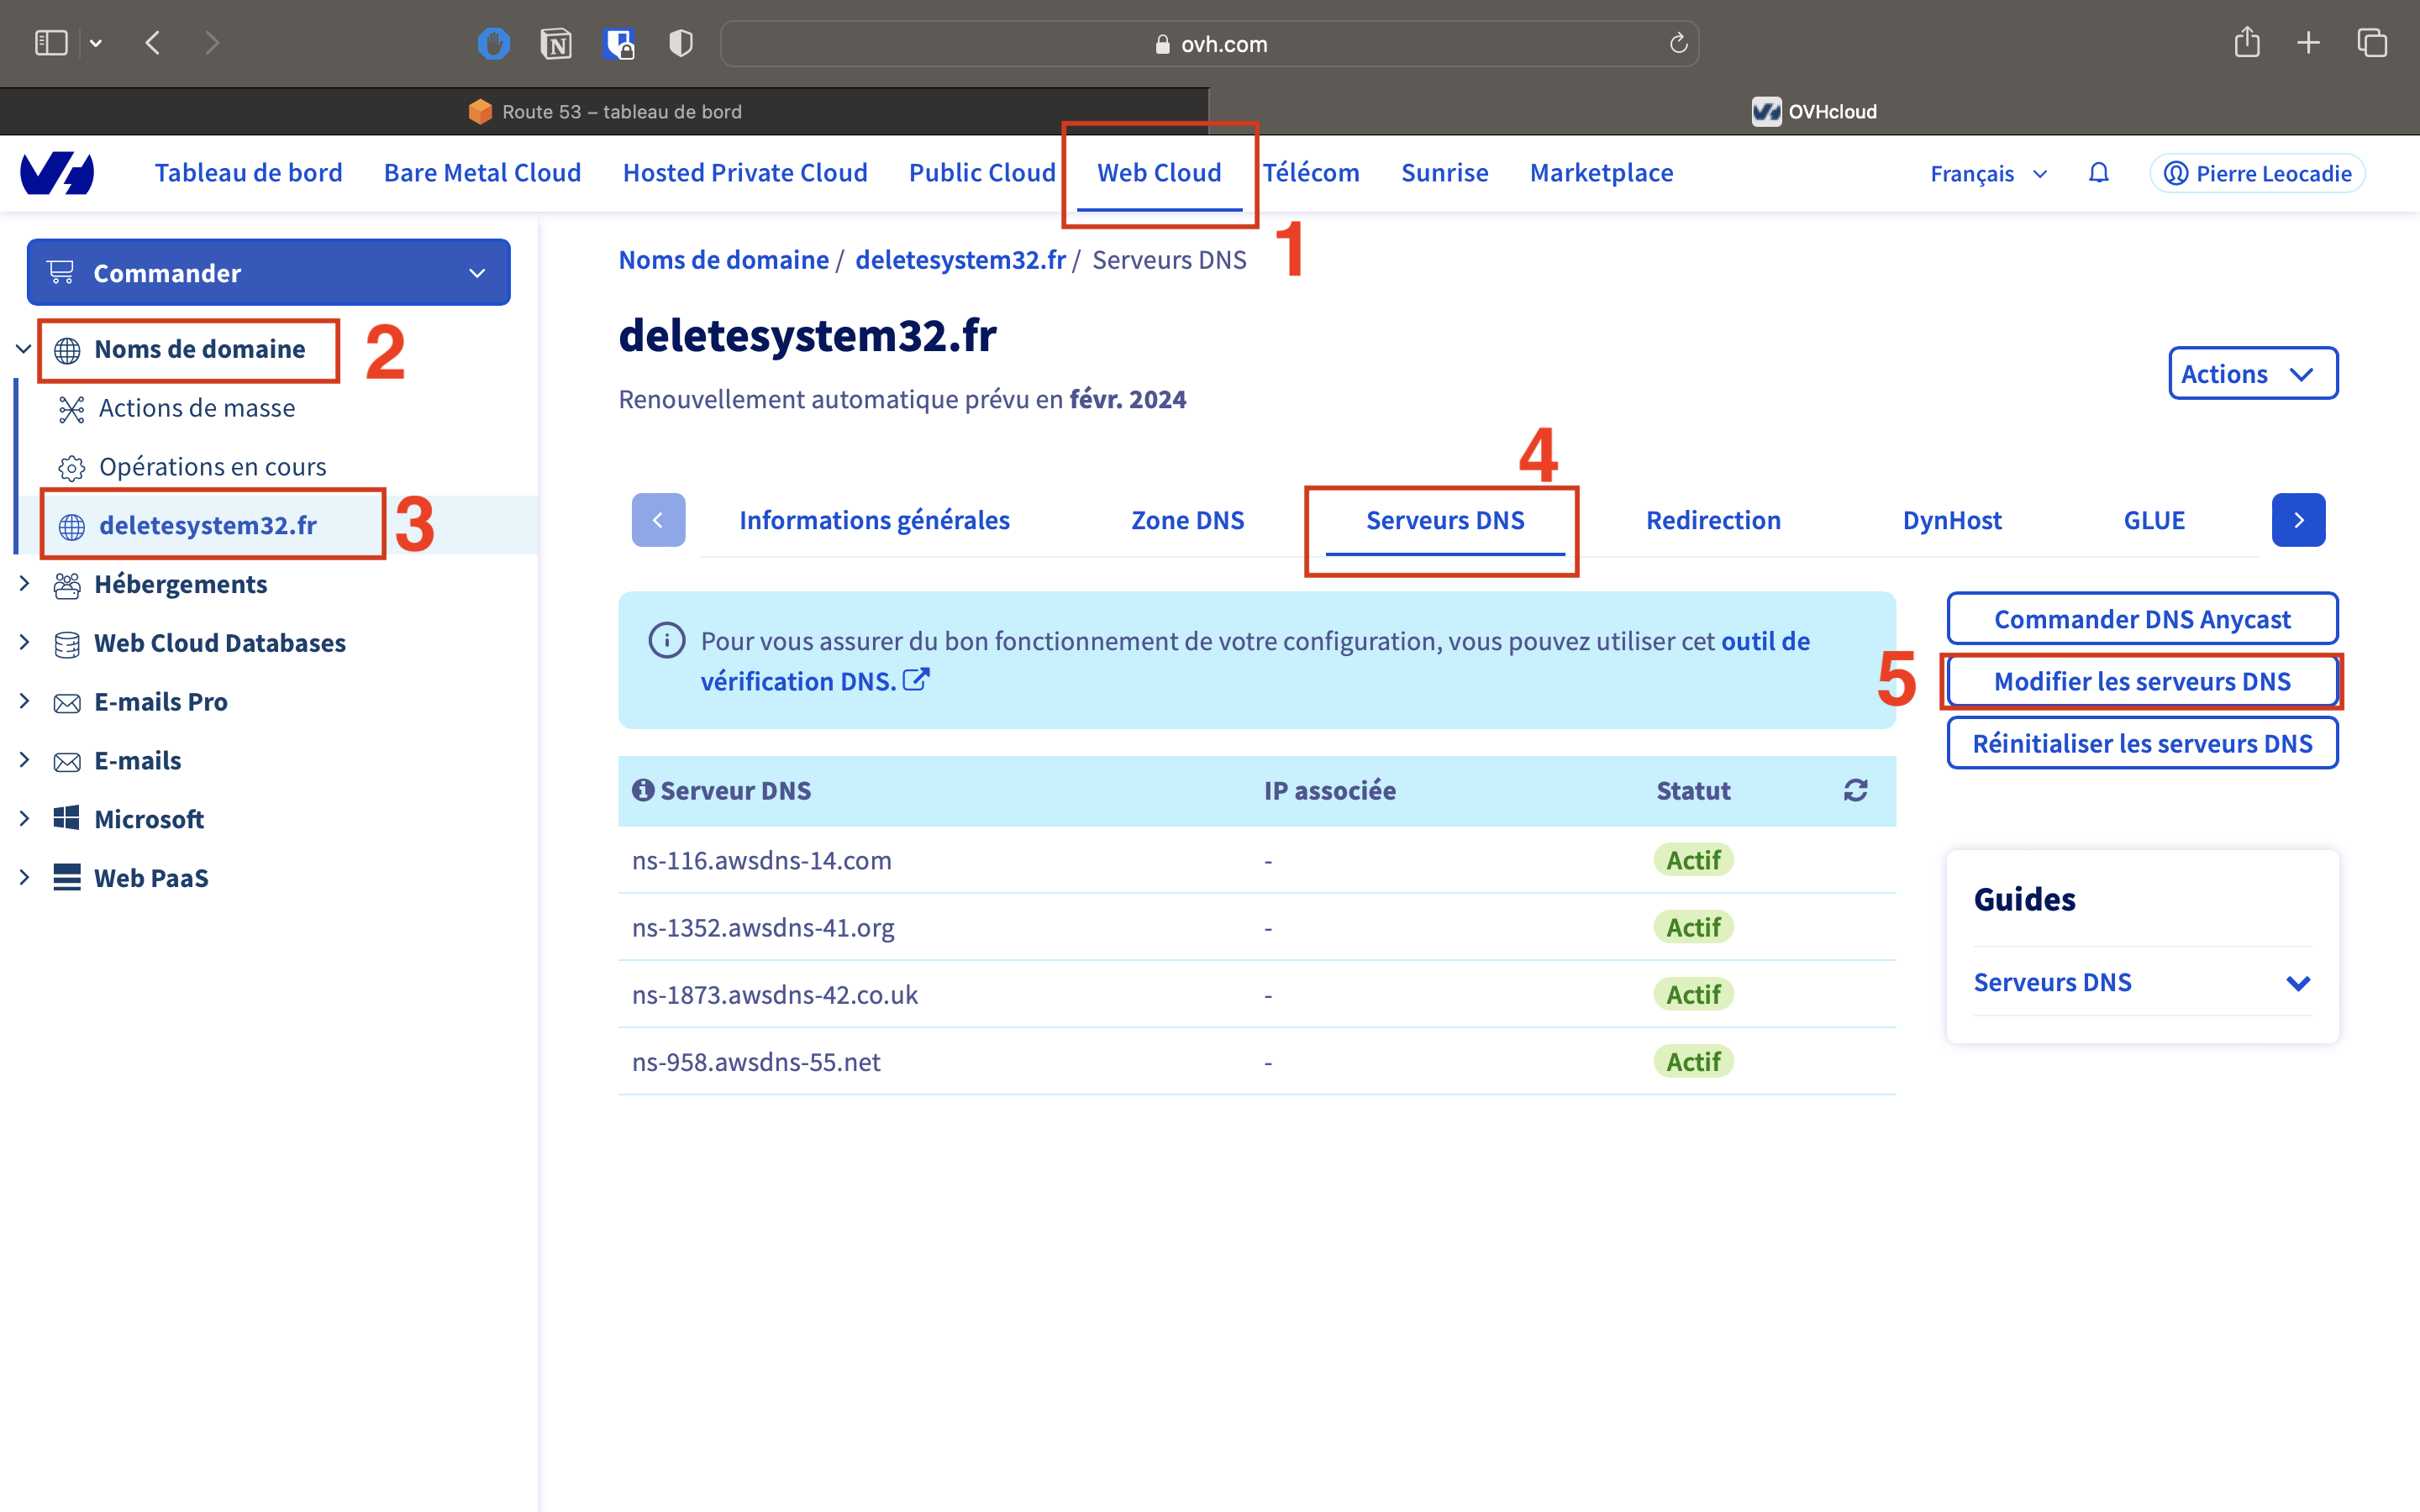 ovh.com
Route 53 – tableau de bord
OVHcloud
Tableau de bord
Bare Metal Cloud
Hosted Private Cloud
Public Cloud
Web Cloud
Télécom
Sunrise
Marketplace
Français
Pierre Leocadie
1
Commander
Noms de domaine
2
Actions de masse
Opérations en cours
deletesystem32.fr
3
Hébergements
Web Cloud Databases
E-mails Pro
E-mails
Microsoft
Web PaaS
Noms de domaine / deletesystem32.fr / Serveurs DNS
deletesystem32.fr
Renouvellement automatique prévu en févr. 2024
Actions
4
Informations générales
Zone DNS
Serveurs DNS
Redirection
DynHost
GLUE
Pour vous assurer du bon fonctionnement de votre configuration, vous pouvez utiliser cet outil de
vérification DNS.
Commander DNS Anycast
5
Modifier les serveurs DNS
Réinitialiser les serveurs DNS
Serveur DNS IP associée Statut
ns-116.awsdns-14.com - Actif
ns-1352.awsdns-41.org - Actif
ns-1873.awsdns-42.co.uk - Actif
ns-958.awsdns-55.net - Actif
Guides
Serveurs DNS